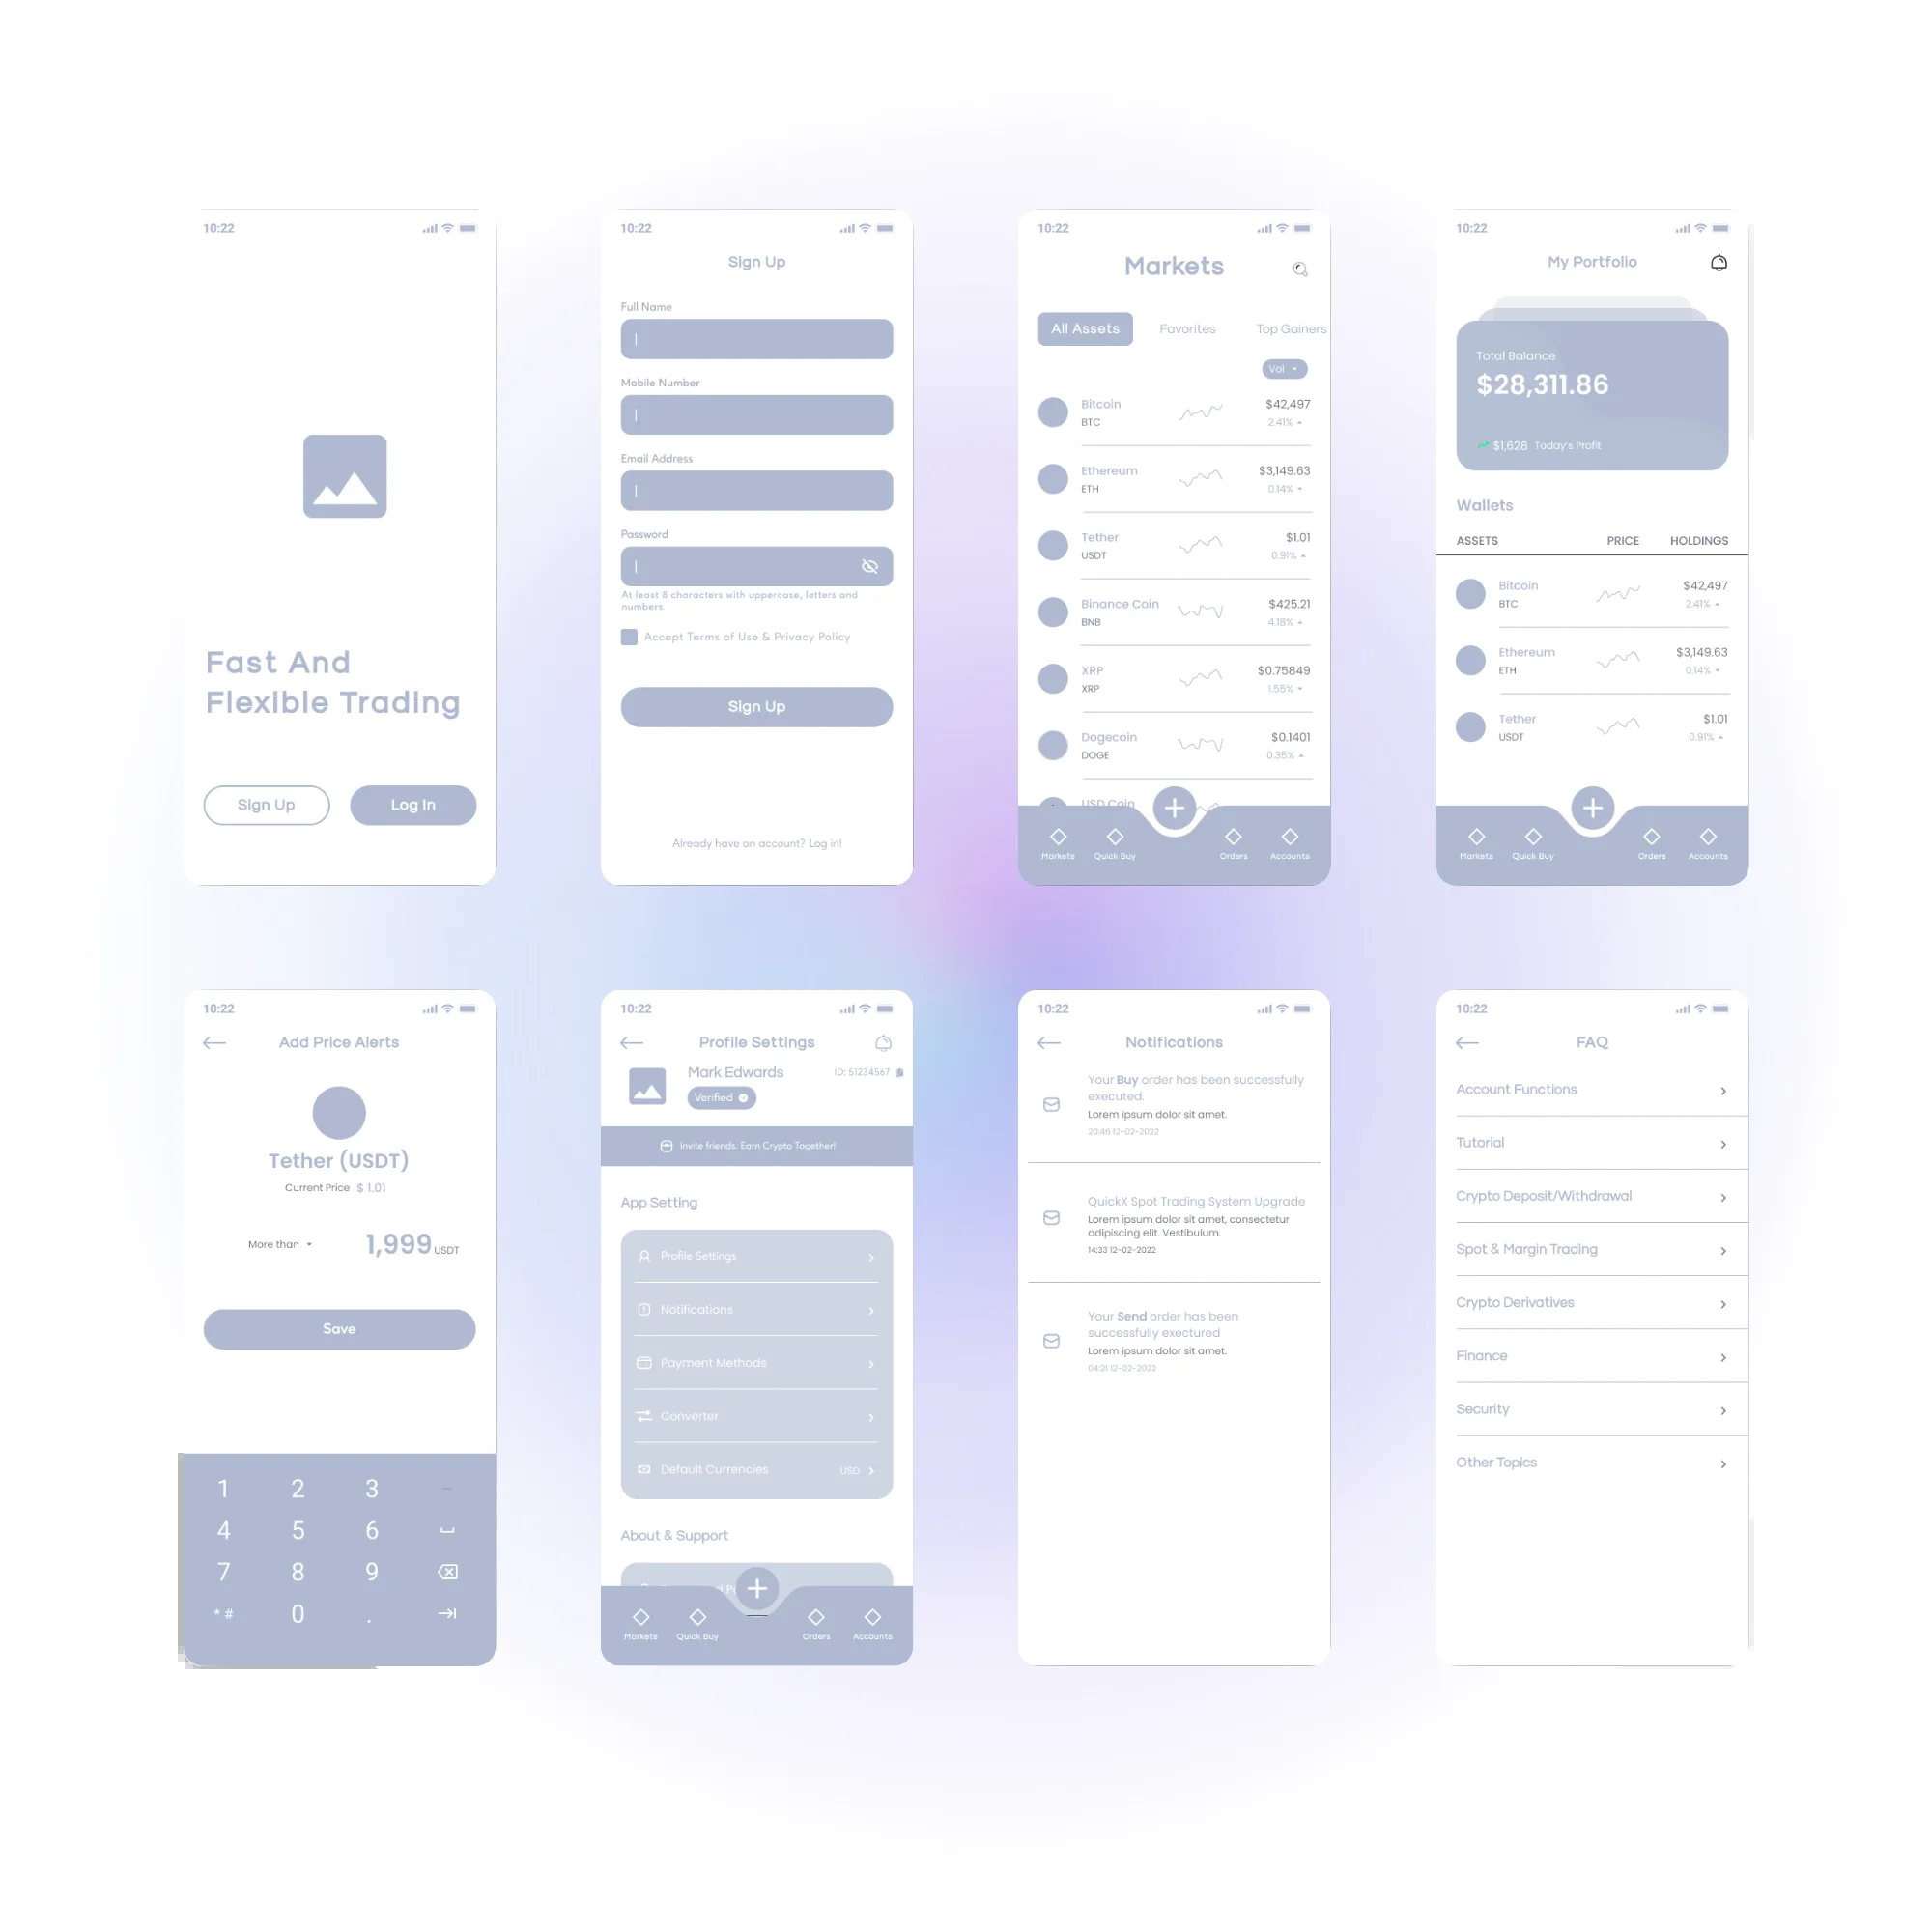 10:22
Fast And
Flexible Trading
Sign Up
Log In
10:22
Sign Up
Full Name
Mobile Number
Email Address
Password
At least 8 characters with uppercase, letters and
numbers
Accept Terms of Use & Privacy Policy
Sign Up
Already have an account? Log in!
10:22
Markets
All Assets Favorites Top Gainers
Vol
Bitcoin $42,497
BTC 2.41%
Ethereum $3,149.63
ETH 0.14%
Tether $1.01
USDT 0.91%
Binance Coin $425.21
BNB 4.18%
XRP $0.75849
XRP 1.55%
Dogecoin $0.1401
DOGE 0.35%
USD Coin
Markets Quick Buy Orders Accounts
10:22
My Portfolio
Total Balance
$28,311.86
$1,628 Today's Profit
Wallets
ASSETS PRICE HOLDINGS
Bitcoin $42,497
BTC 2.41%
Ethereum $3,149.63
ETH 0.14%
Tether $1.01
USDT 0.91%
Markets Quick Buy Orders Accounts
10:22
Add Price Alerts
Tether (USDT)
Current Price $ 1.01
More than 1,999 USDT
Save
1 2 3 –
4 5 6
7 8 9
* # 0 .
10:22
Profile Settings
Mark Edwards ID: 51234567
Verified
Invite friends. Earn Crypto Together!
App Setting
Profile Settings
Notifications
Payment Methods
Converter
Default Currencies USD
About & Support
Markets Quick Buy Orders Accounts
10:22
Notifications
Your Buy order has been successfully
executed.
Lorem ipsum dolor sit amet.
20:46 12-02-2022
QuickX Spot Trading System Upgrade
Lorem ipsum dolor sit amet, consectetur
adipiscing elit. Vestibulum.
14:33 12-02-2022
Your Send order has been
successfully exectured
Lorem ipsum dolor sit amet.
04:21 12-02-2022
10:22
FAQ
Account Functions
Tutorial
Crypto Deposit/Withdrawal
Spot & Margin Trading
Crypto Derivatives
Finance
Security
Other Topics